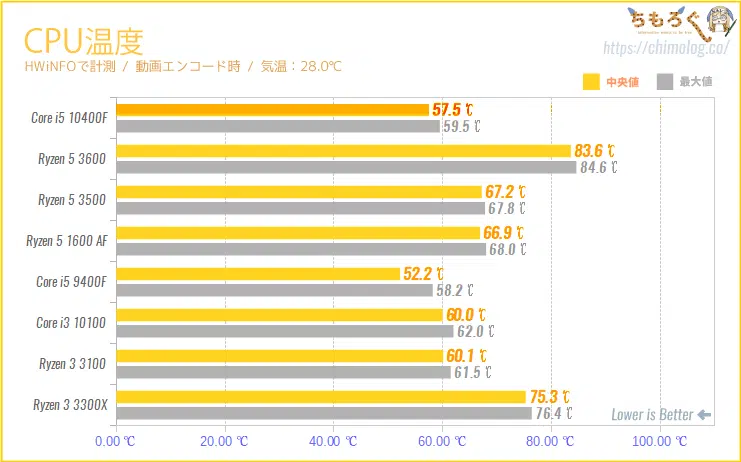 CPU温度
HWiNFOで計測 / 動画エンコード時 / 気温：28.0℃
ちもろぐ
https://chimolog.co/
中央値 最大値
Core i5 10400F 57.5 ℃
59.5 ℃
Ryzen 5 3600 83.6 ℃
84.6 ℃
Ryzen 5 3500 67.2 ℃
67.8 ℃
Ryzen 5 1600 AF 66.9 ℃
68.0 ℃
Core i5 9400F 52.2 ℃
58.2 ℃
Core i3 10100 60.0 ℃
62.0 ℃
Ryzen 3 3100 60.1 ℃
61.5 ℃
Ryzen 3 3300X 75.3 ℃
76.4 ℃
Lower is Better
0.00 ℃ 20.00 ℃ 40.00 ℃ 60.00 ℃ 80.00 ℃ 100.00 ℃